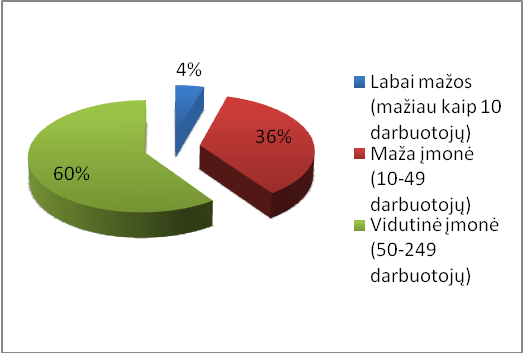 4%
36%
60%
Labai mažos
(mažiau kaip 10
darbuotojų)
Maža įmonė
(10-49
darbuotojų)
Vidutinė įmonė
(50-249
darbuotojų)